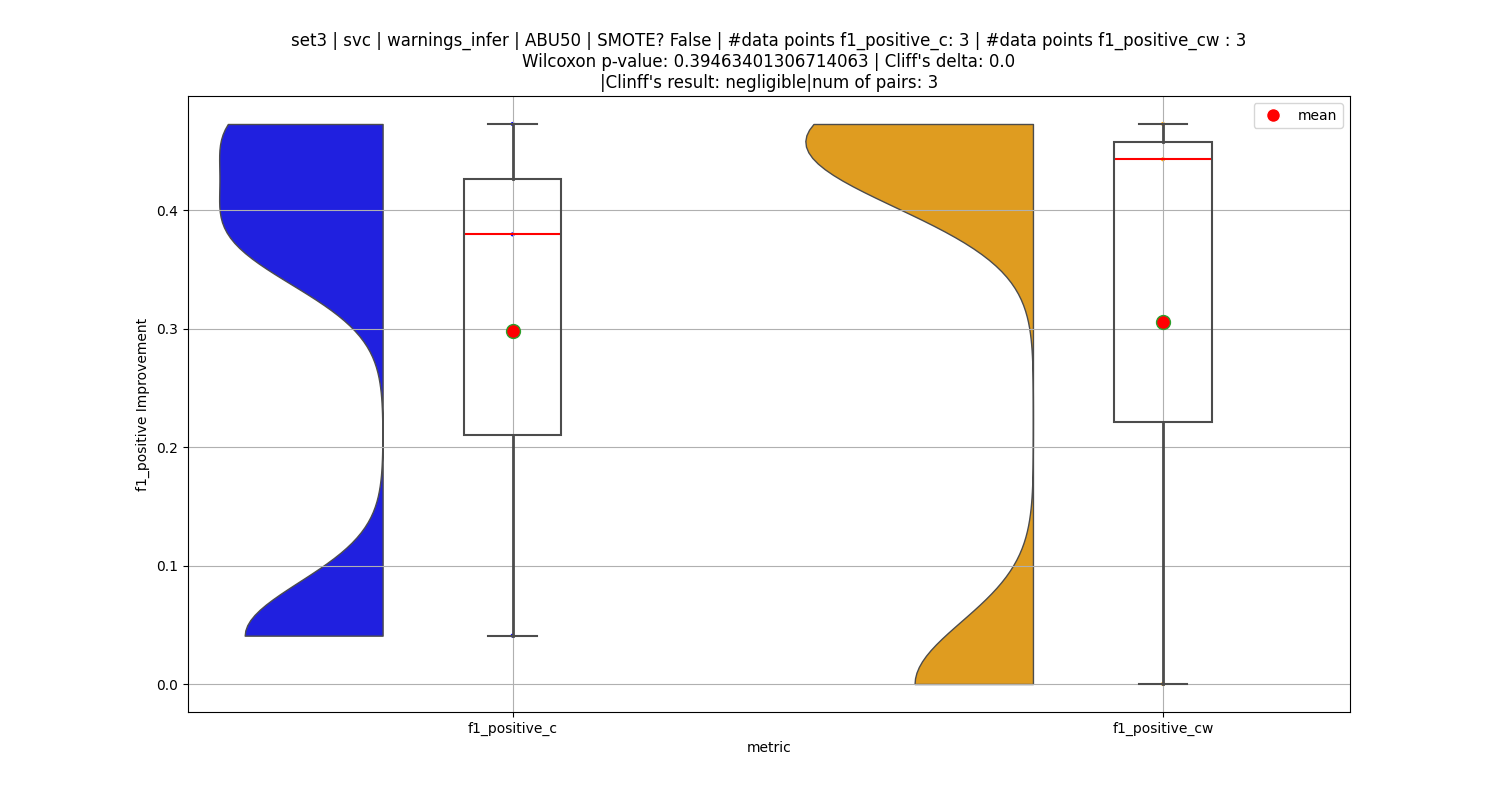 set3 | svc | warnings_infer | ABU50 | SMOTE? False | #data points f1_positive_c: 3 | #data points f1_positive_cw : 3
Wilcoxon p-value: 0.39463401306714063 | Cliff's delta: 0.0
|Clinff's result: negligible|num of pairs: 3
mean
f1_positive Improvement
0.4
0.3
0.2
0.1
0.0
f1_positive_c
f1_positive_cw
metric